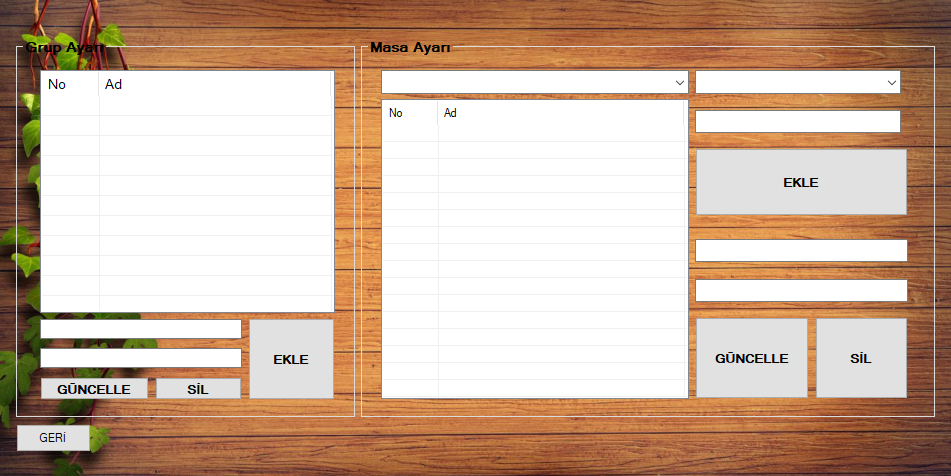 Grup Ayarı
No Ad
EKLE
GÜNCELLE SİL
Masa Ayarı
No Ad
EKLE
GÜNCELLE SİL
GERİ